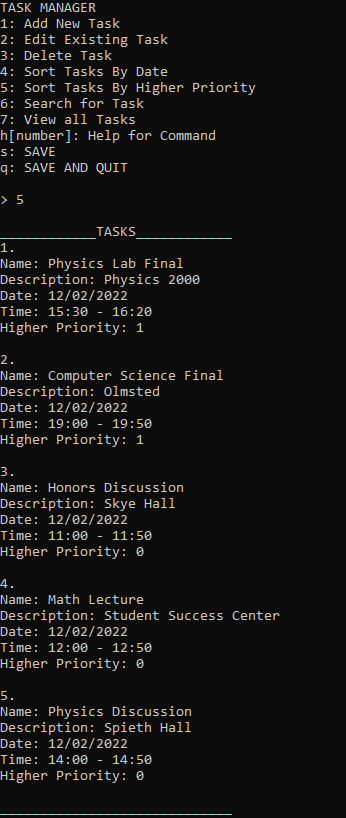 TASK MANAGER
1: Add New Task
2: Edit Existing Task
3: Delete Task
4: Sort Tasks By Date
5: Sort Tasks By Higher Priority
6: Search for Task
7: View all Tasks
h[number]: Help for Command
s: SAVE
q: SAVE AND QUIT
> 5
____________TASKS____________
1.
Name: Physics Lab Final
Description: Physics 2000
Date: 12/02/2022
Time: 15:30 - 16:20
Higher Priority: 1
2.
Name: Computer Science Final
Description: Olmsted
Date: 12/02/2022
Time: 19:00 - 19:50
Higher Priority: 1
3.
Name: Honors Discussion
Description: Skye Hall
Date: 12/02/2022
Time: 11:00 - 11:50
Higher Priority: 0
4.
Name: Math Lecture
Description: Student Success Center
Date: 12/02/2022
Time: 12:00 - 12:50
Higher Priority: 0
5.
Name: Physics Discussion
Description: Spieth Hall
Date: 12/02/2022
Time: 14:00 - 14:50
Higher Priority: 0
_____________________________